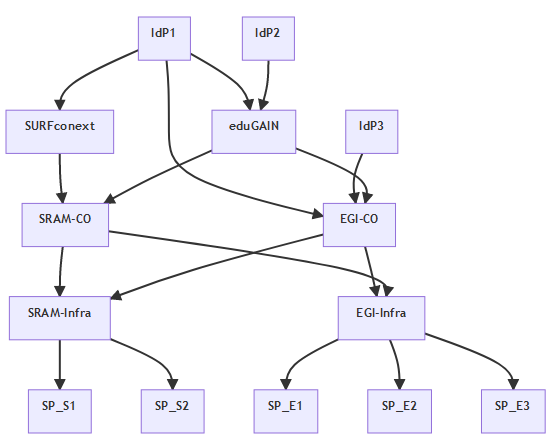 IdP1
IdP2
SURFconext
eduGAIN
IdP3
SRAM-CO
EGI-CO
SRAM-Infra
EGI-Infra
SP_S1
SP_S2
SP_E1
SP_E2
SP_E3